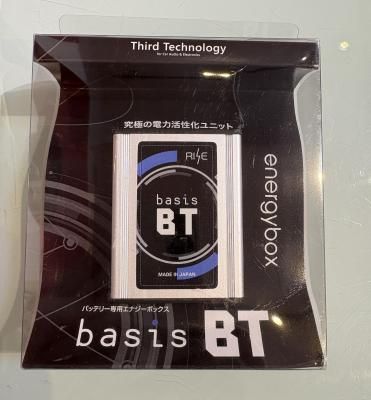 Third Technology
for Car Audio & Electronics
究極の電力活性化ユニット
RISE
basis
BT
MADE IN JAPAN
energybox
バッテリー専用エナジーボックス
basis BT